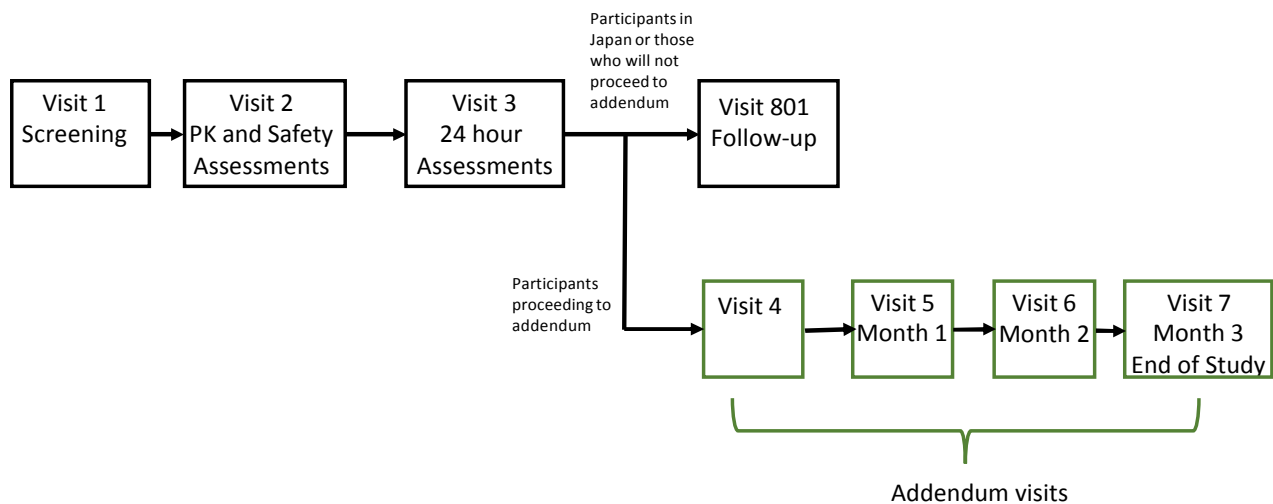 Participants in
Japan or those
who will not
proceed to
addendum
Visit 1
Screening
Visit 2
PK and Safety
Assessments
Visit 3
24 hour
Assessments
Visit 801
Follow-up
Participants
proceeding to
addendum
Visit 4
Visit 5
Month 1
Visit 6
Month 2
Visit 7
Month 3
End of Study
Addendum visits